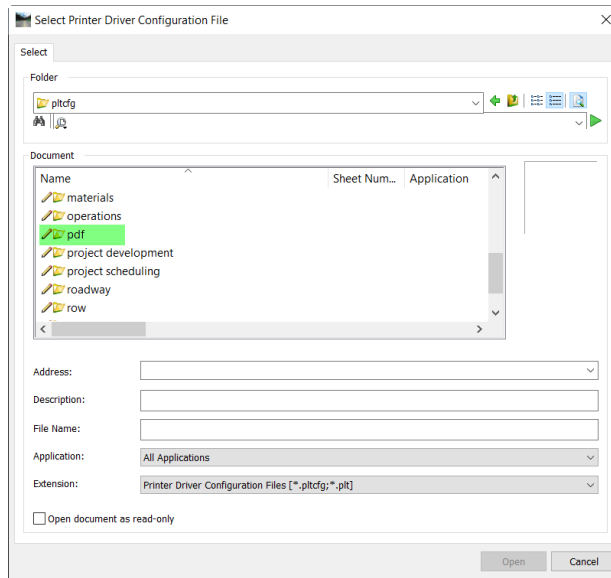 Select Printer Driver Configuration File
Select
Folder
pltcfg
Document
Name Sheet Num... Application
materials
operations
pdf
project development
project scheduling
roadway
row
Address:
Description:
File Name:
Application: All Applications
Extension: Printer Driver Configuration Files [*.pltcfg;*.plt]
Open document as read-only
Open Cancel